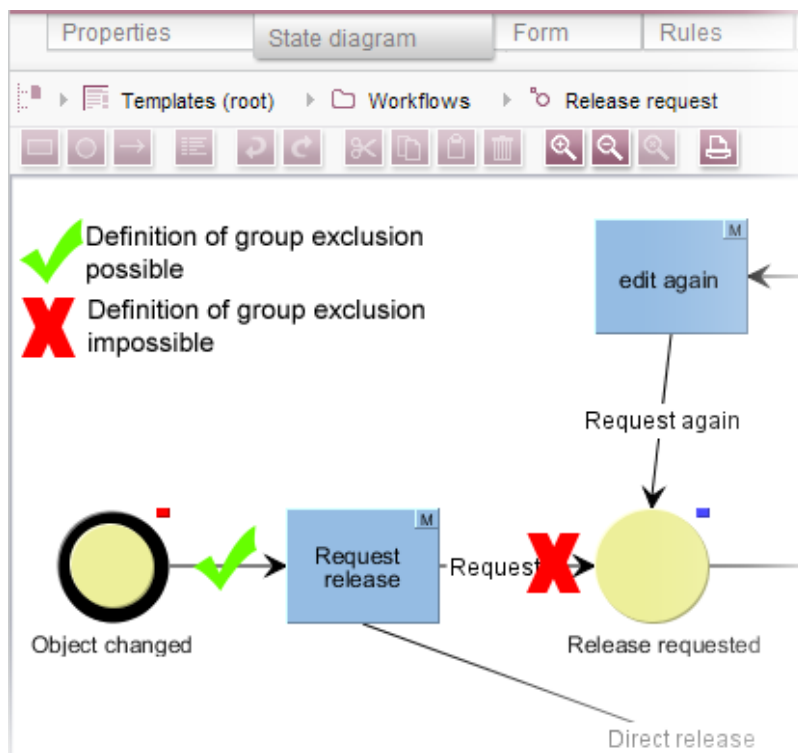 Properties
State diagram
Form
Rules
Templates (root)
Workflows
Release request
Definition of group exclusion
possible
Definition of group exclusion
impossible
M
edit again
Request again
M
Request
release
Request
Object changed
Release requested
Direct release